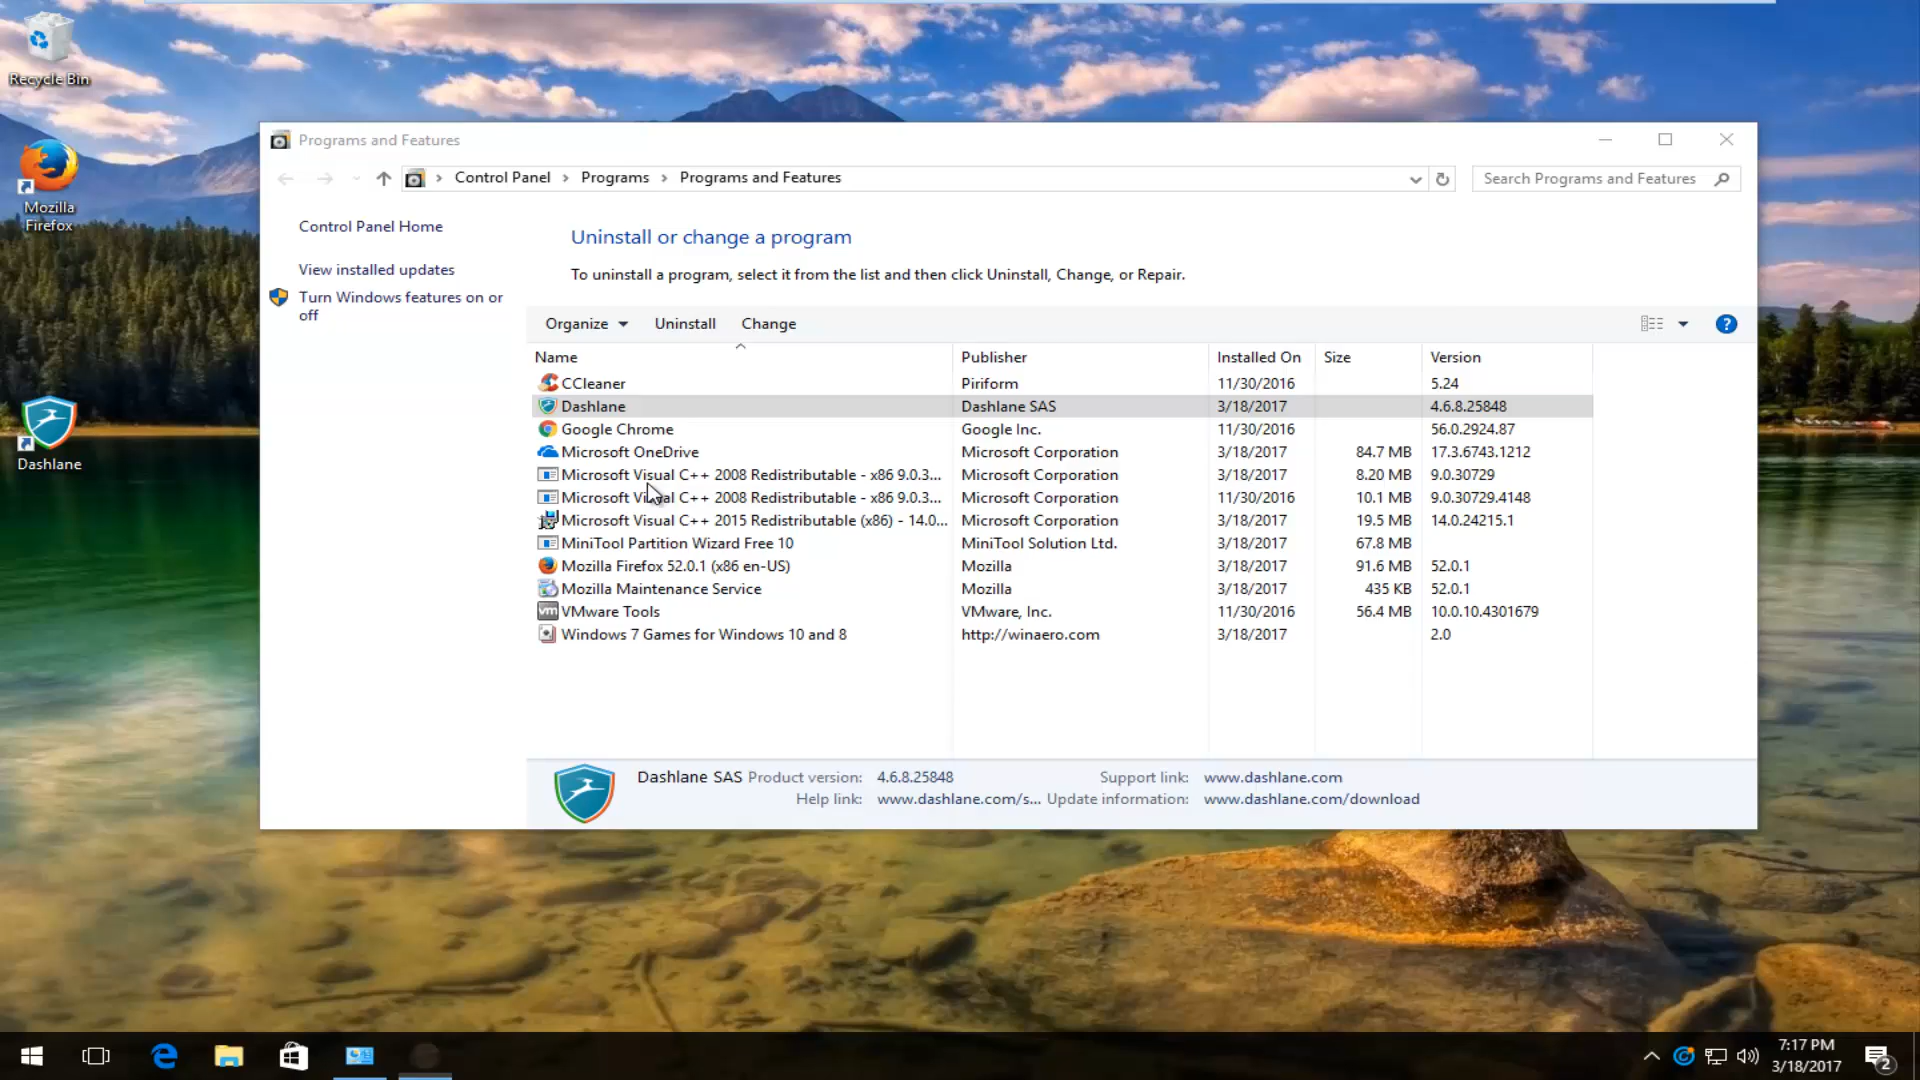 Recycle Bin
Mozilla
Firefox
Dashlane
Programs and Features
Control Panel > Programs > Programs and Features
Search Programs and Features
Control Panel Home
View installed updates
Turn Windows features on or
off
Uninstall or change a program
To uninstall a program, select it from the list and then click Uninstall, Change, or Repair.
Organize Uninstall Change
Name Publisher Installed On Size Version
CCleaner Piriform 11/30/2016 5.24
Dashlane Dashlane SAS 3/18/2017 4.6.8.25848
Google Chrome Google Inc. 11/30/2016 56.0.2924.87
Microsoft OneDrive Microsoft Corporation 3/18/2017 84.7 MB 17.3.6743.1212
Microsoft Visual C++ 2008 Redistributable - x86 9.0.3... Microsoft Corporation 3/18/2017 8.20 MB 9.0.30729
Microsoft Visual C++ 2008 Redistributable - x86 9.0.3... Microsoft Corporation 11/30/2016 10.1 MB 9.0.30729.4148
Microsoft Visual C++ 2015 Redistributable (x86) - 14.0... Microsoft Corporation 3/18/2017 19.5 MB 14.0.24215.1
MiniTool Partition Wizard Free 10 MiniTool Solution Ltd. 3/18/2017 67.8 MB
Mozilla Firefox 52.0.1 (x86 en-US) Mozilla 3/18/2017 91.6 MB 52.0.1
Mozilla Maintenance Service Mozilla 3/18/2017 435 KB 52.0.1
VMware Tools VMware, Inc. 11/30/2016 56.4 MB 10.0.10.4301679
Windows 7 Games for Windows 10 and 8 http://winaero.com 3/18/2017 2.0
Dashlane SAS Product version: 4.6.8.25848 Support link: www.dashlane.com
Help link: www.dashlane.com/s... Update information: www.dashlane.com/download
7:17 PM
3/18/2017
2